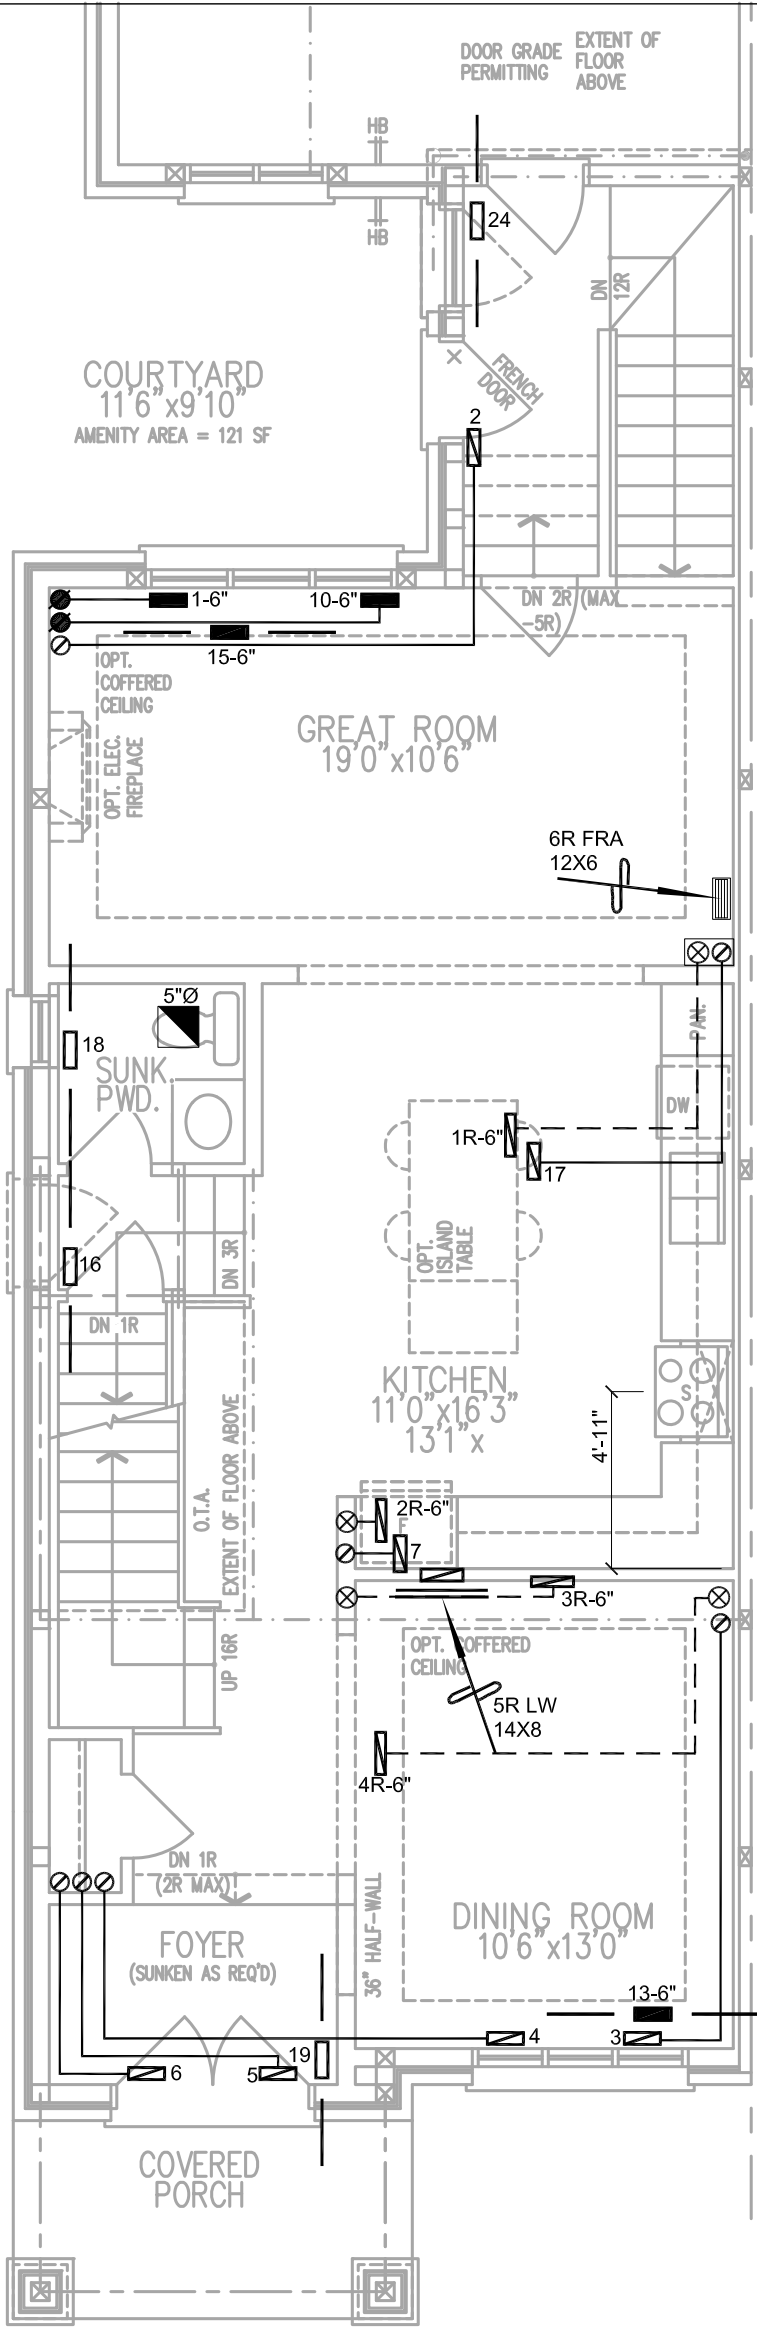 DOOR GRADE
PERMITTING
EXTENT OF
FLOOR
ABOVE
HB
HB
24
DN
12R
COURTYARD
11'6"x9'10"
AMENITY AREA = 121 SF
FRENCH
DOOR
2
1-6"
10-6"
DN 2R (MAX
-5R)
15-6"
OPT.
COFFERED
CEILING
GREAT ROOM
19'0"x10'6"
OPT. ELEC.
FIREPLACE
6R FRA
12X6
5"Ø
18
SUNK.
PWD.
PAN.
DW
1R-6"
17
16
DN 3R
OPT.
ISLAND
TABLE
DN 1R
KITCHEN
11'0"x16'3"
13'1"x
S
4'-11"
O.T.A.
EXTENT OF FLOOR ABOVE
2R-6"
F
7
3R-6"
UP 16R
OPT. COFFERED
CEILING
5R LW
14X8
4R-6"
DN 1R
(2R MAX)
36" HALF-WALL
DINING ROOM
10'6"x13'0"
FOYER
(SUNKEN AS REQ'D)
13-6"
4
3
19
6
5
COVERED
PORCH